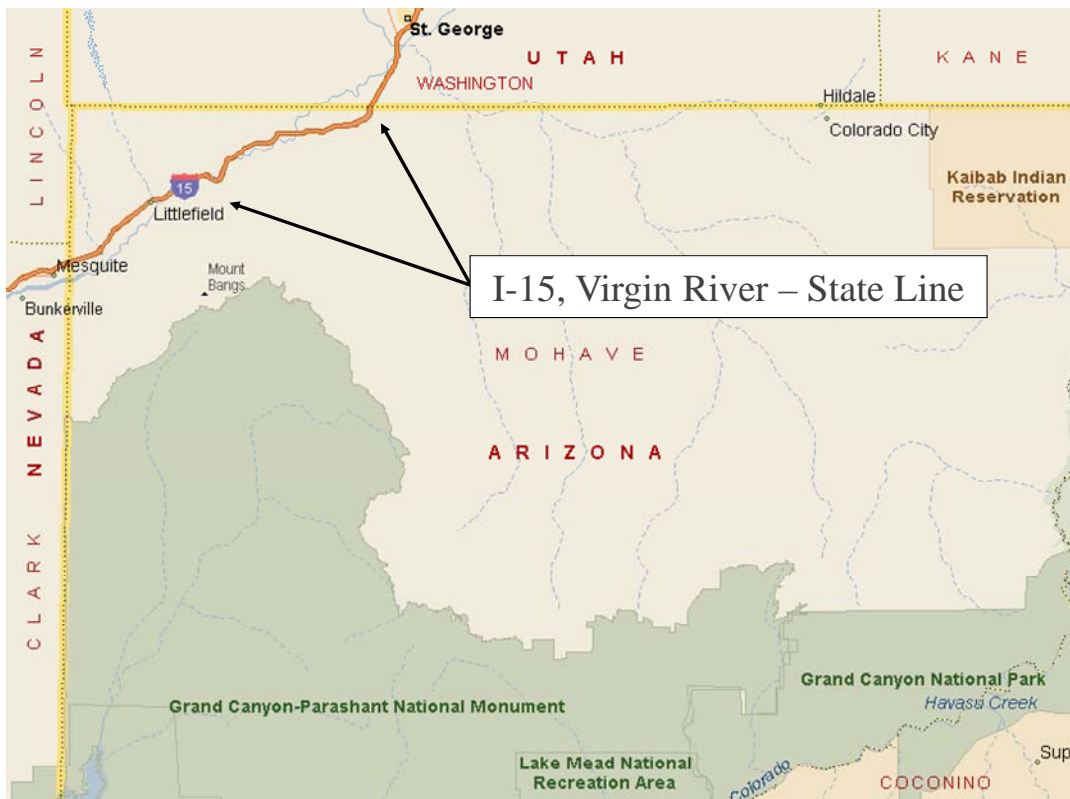 St. George
UTAH
KANE
WASHINGTON
LINCOLN
Hildale
Colorado City
Kaibab Indian
Reservation
15
Littlefield
Mesquite
Mount
Bangs
Bunkerville
I-15, Virgin River – State Line
NEVADA
MOHAVE
ARIZONA
CLARK
Grand Canyon National Park
Grand Canyon-Parashant National Monument
Havasu Creek
Lake Mead National
Recreation Area
Colorado
Sup
COCONINO